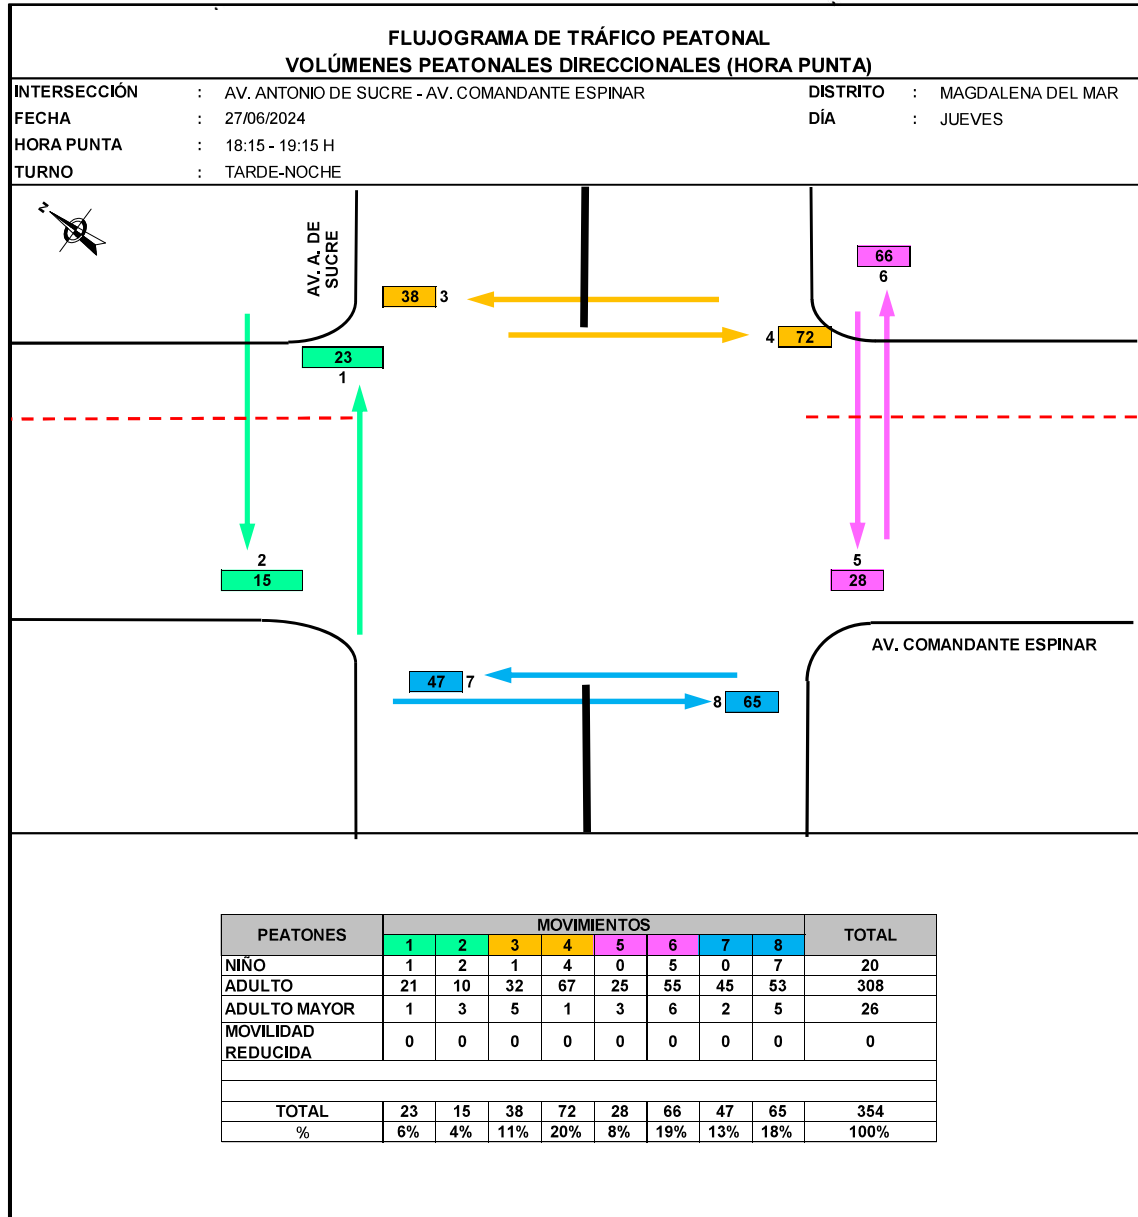 FLUJOGRAMA DE TRÁFICO PEATONAL
VOLÚMENES PEATONALES DIRECCIONALES (HORA PUNTA)
INTERSECCIÓN : AV. ANTONIO DE SUCRE - AV. COMANDANTE ESPINAR DISTRITO : MAGDALENA DEL MAR
FECHA : 27/06/2024 DÍA : JUEVES
HORA PUNTA : 18:15 - 19:15 H
TURNO : TARDE-NOCHE
N
AV. A. DE
SUCRE
66
6
38 3
4 72
23
1
2
15
5
28
AV. COMANDANTE ESPINAR
47 7
8 65
PEATONES MOVIMIENTOS TOTAL
1 2 3 4 5 6 7 8
NIÑO 1 2 1 4 0 5 0 7 20
ADULTO 21 10 32 67 25 55 45 53 308
ADULTO MAYOR 1 3 5 1 3 6 2 5 26
MOVILIDAD
REDUCIDA 0 0 0 0 0 0 0 0 0
TOTAL 23 15 38 72 28 66 47 65 354
% 6% 4% 11% 20% 8% 19% 13% 18% 100%